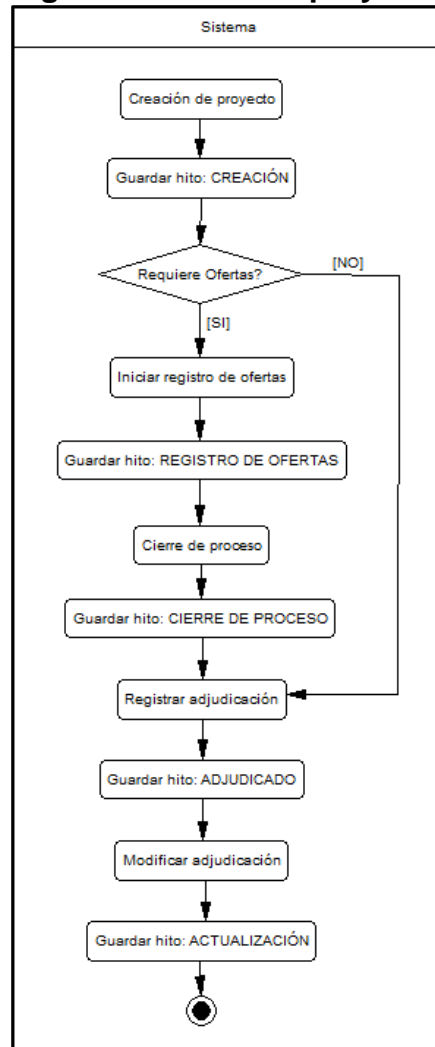 Sistema
Creación de proyecto
Guardar hito: CREACIÓN
Requiere Ofertas?
[NO]
[SI]
Iniciar registro de ofertas
Guardar hito: REGISTRO DE OFERTAS
Cierre de proceso
Guardar hito: CIERRE DE PROCESO
Registrar adjudicación
Guardar hito: ADJUDICADO
Modificar adjudicación
Guardar hito: ACTUALIZACIÓN